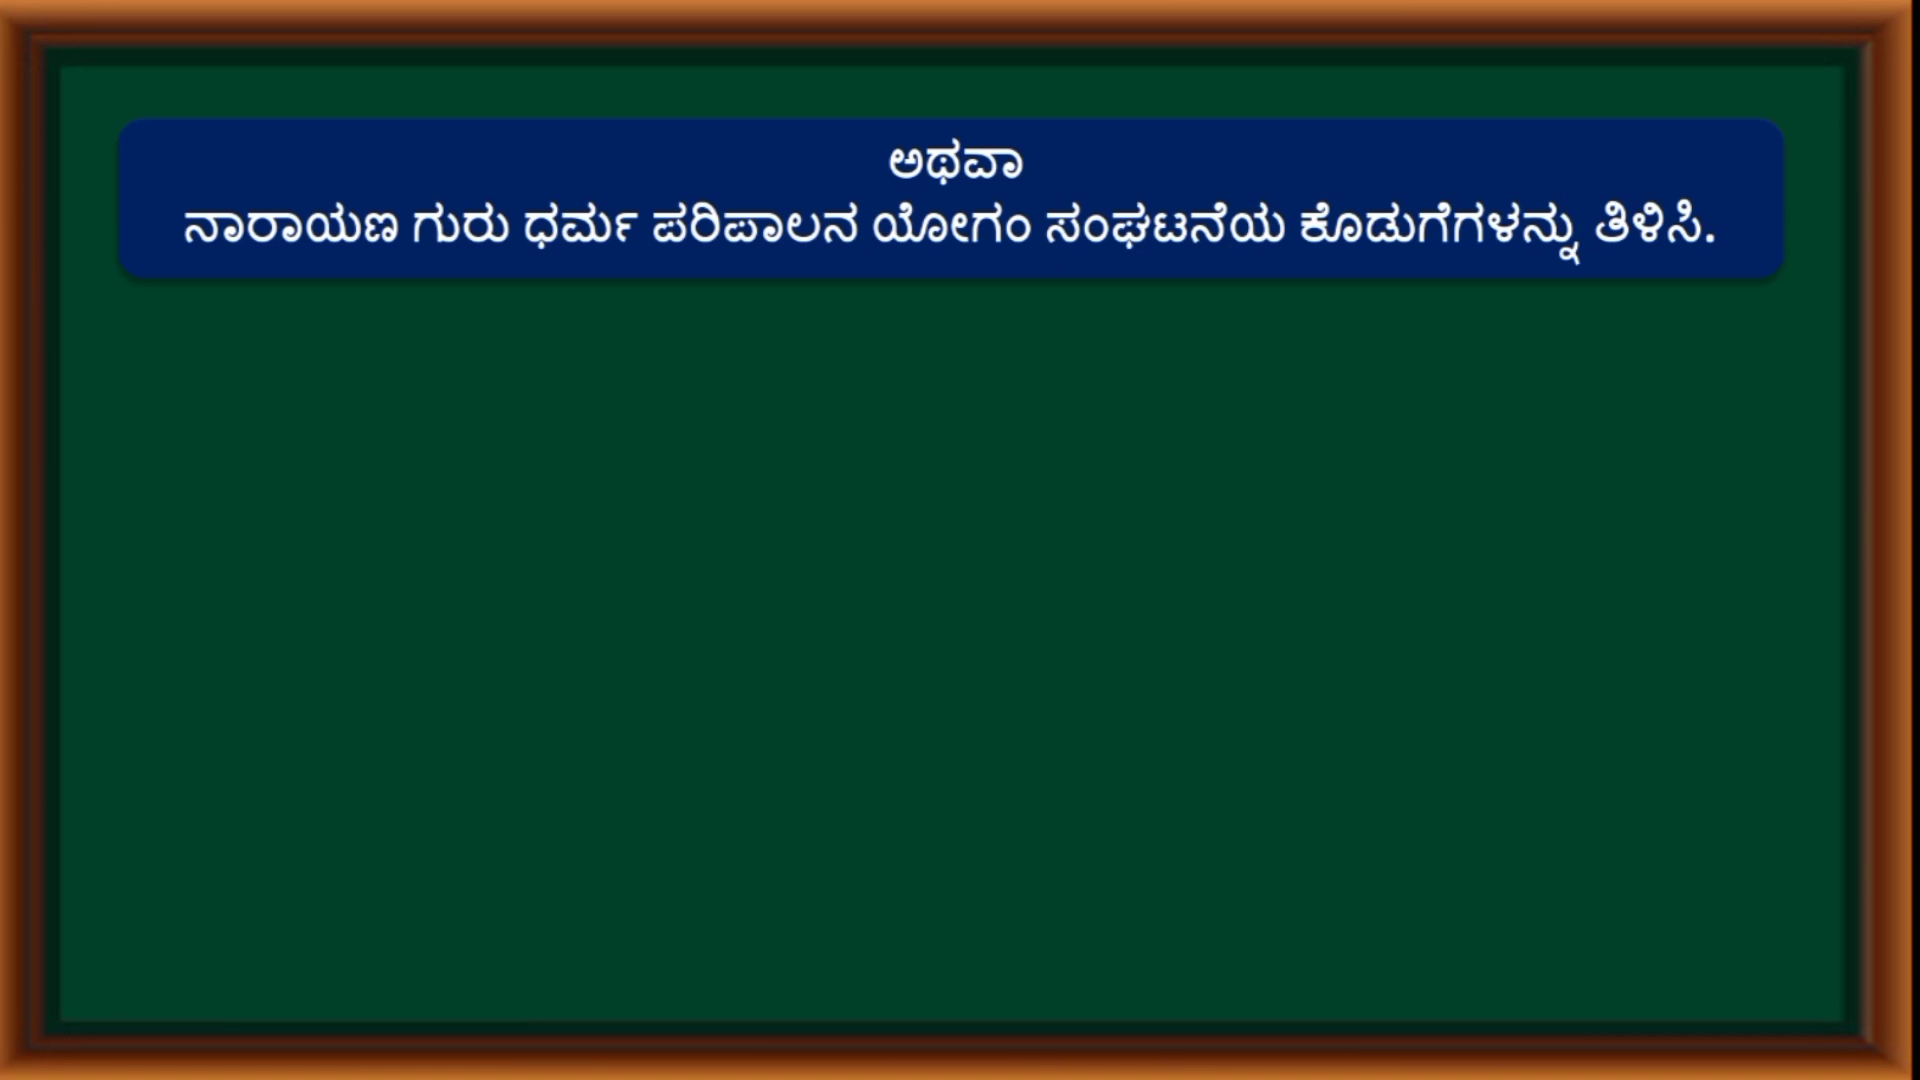 ಅಥವಾ
ನಾರಾಯಣ ಗುರು ಧರ್ಮ ಪರಿಪಾಲನ ಯೋಗಂ ಸಂಘಟನೆಯ ಕೊಡುಗೆಗಳನ್ನು ತಿಳಿಸಿ.